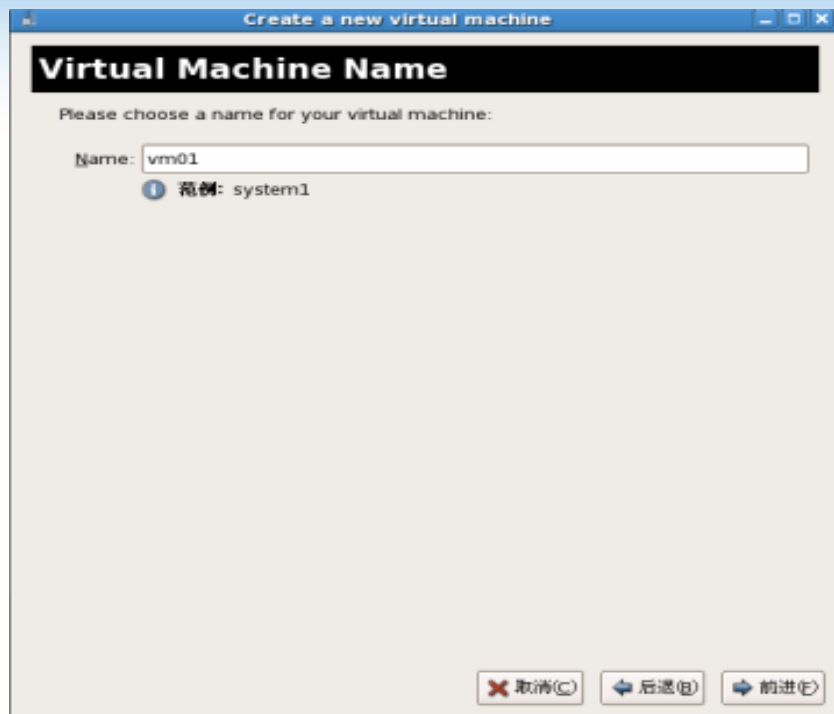 Create a new virtual machine
Virtual Machine Name
Please choose a name for your virtual machine:
Name: vm01
范例: system1
取消(C) 后退(B) 前进(F)